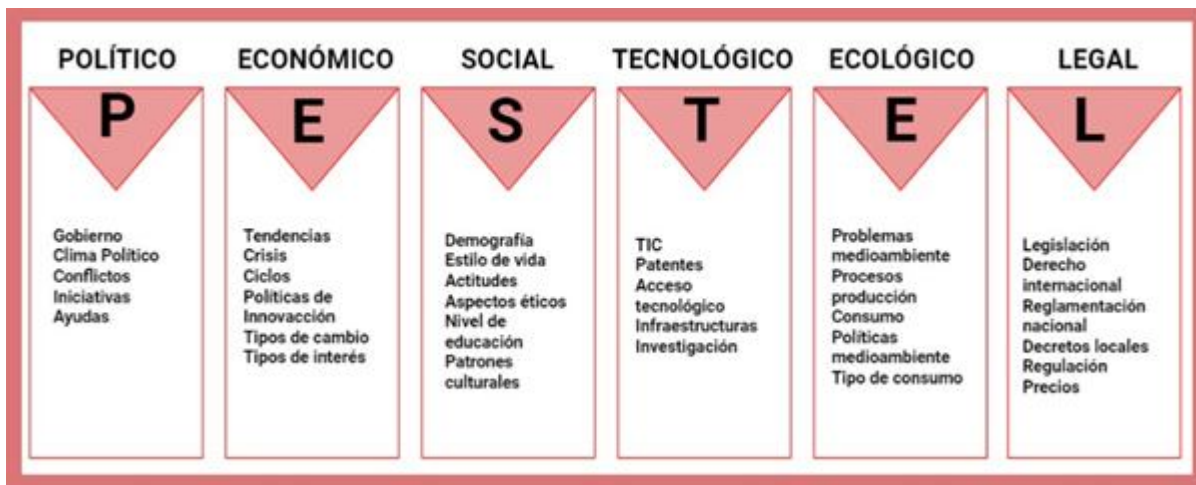 POLÍTICO
P
Gobierno
Clima Político
Conflictos
Iniciativas
Ayudas
ECONÓMICO
E
Tendencias
Crisis
Ciclos
Políticas de
Innovacción
Tipos de cambio
Tipos de interés
SOCIAL
S
Demografía
Estilo de vida
Actitudes
Aspectos éticos
Nivel de
educación
Patrones
culturales
TECNOLÓGICO
T
TIC
Patentes
Acceso
tecnológico
Infraestructuras
Investigación
ECOLÓGICO
E
Problemas
medioambiente
Procesos
producción
Consumo
Políticas
medioambiente
Tipo de consumo
LEGAL
L
Legislación
Derecho
internacional
Reglamentación
nacional
Decretos locales
Regulación
Precios